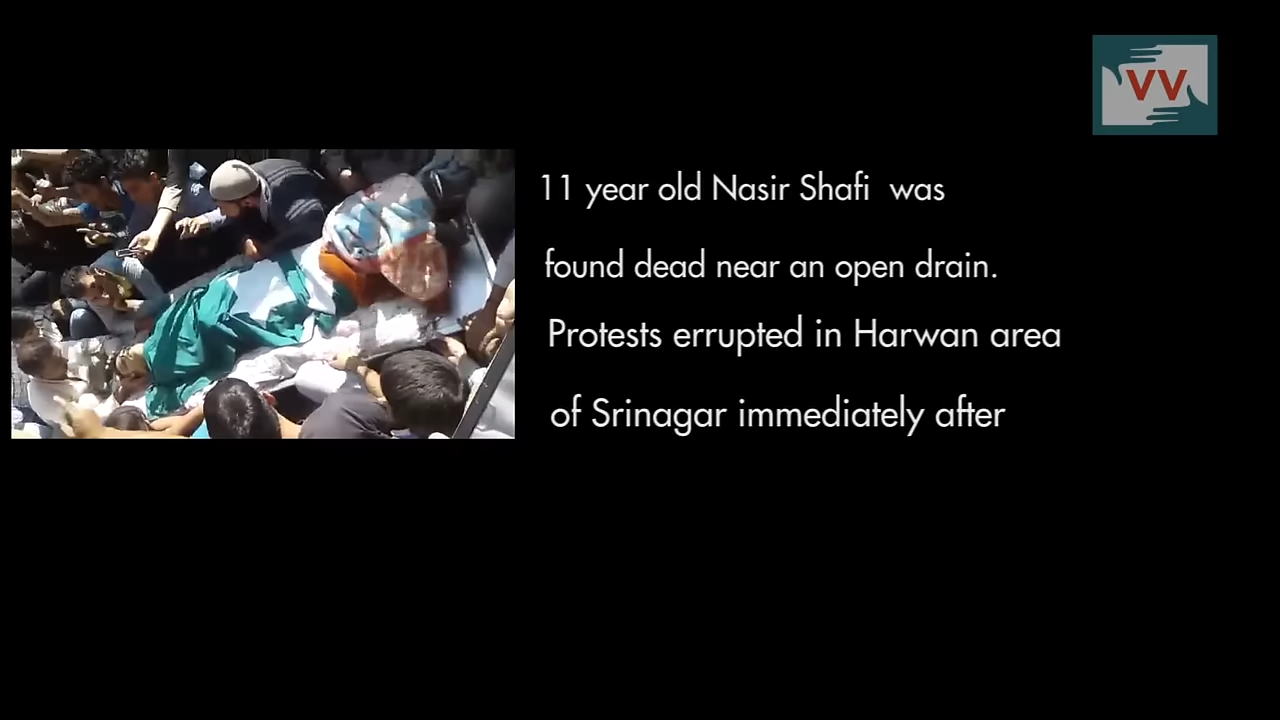 VV
11 year old Nasir Shafi was
found dead near an open drain.
Protests errupted in Harwan area
of Srinagar immediately after